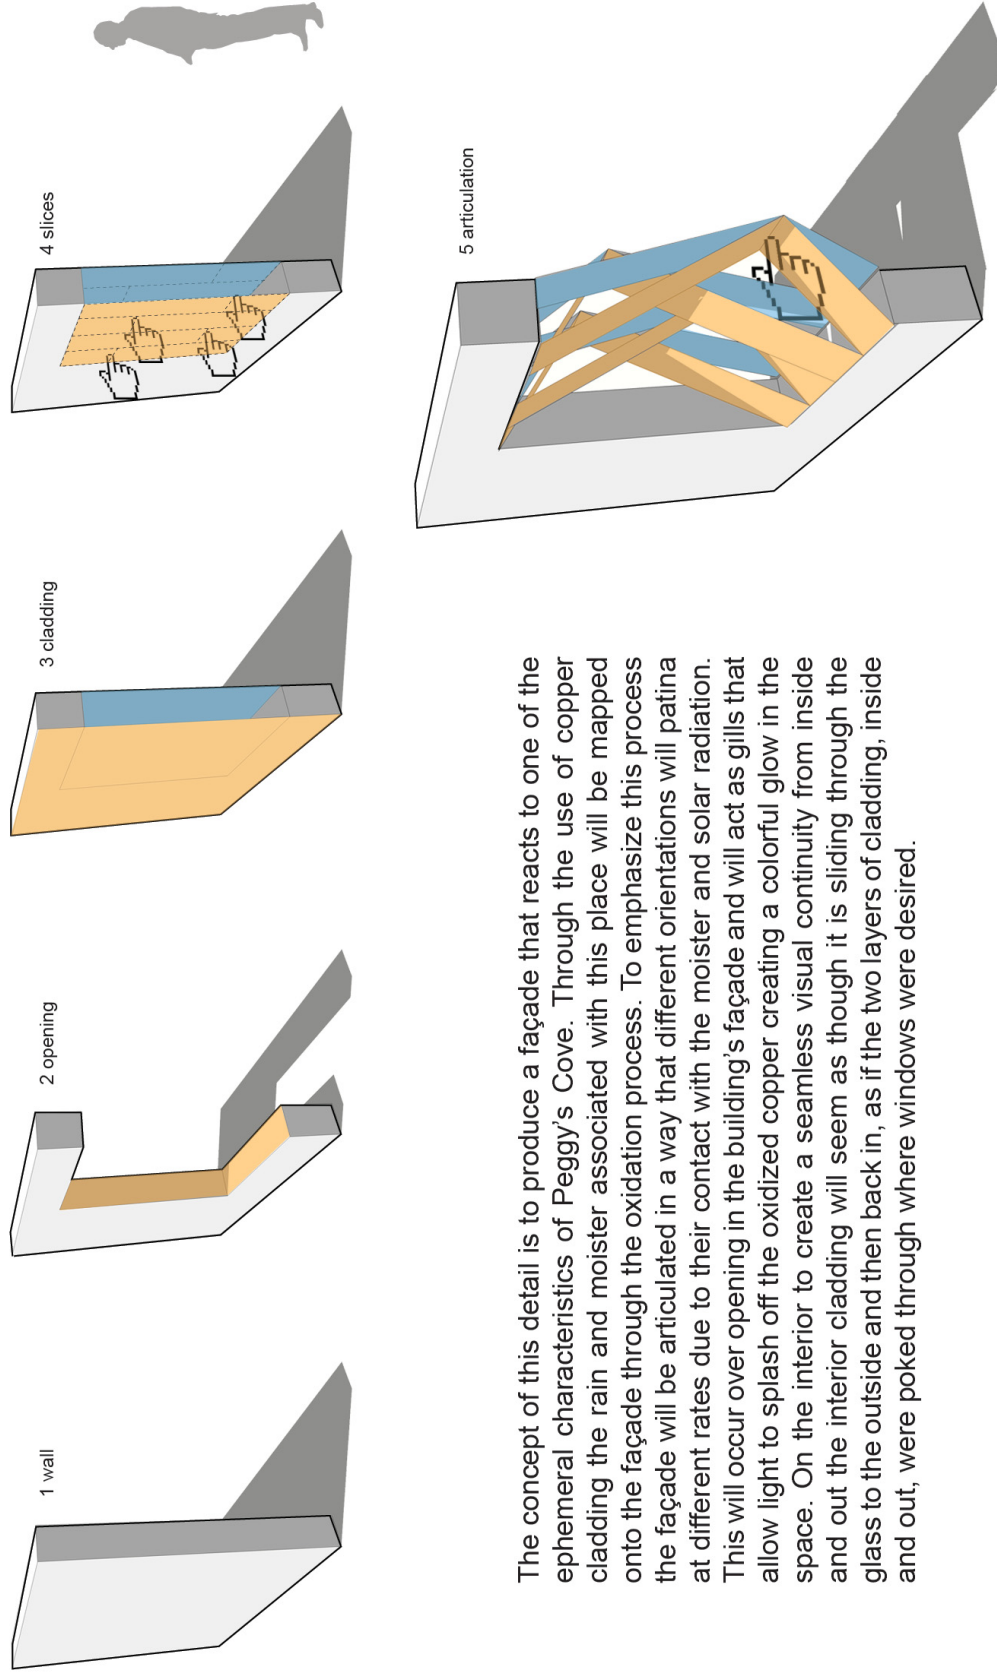 1 wall
2 opening
3 cladding
4 slices
5 articulation
The concept of this detail is to produce a façade that reacts to one of the
ephemeral characteristics of Peggy's Cove. Through the use of copper
cladding the rain and moister associated with this place will be mapped
onto the façade through the oxidation process. To emphasize this process
the façade will be articulated in a way that different orientations will patina
at different rates due to their contact with the moister and solar radiation.
This will occur over opening in the building's façade and will act as gills that
allow light to splash off the oxidized copper creating a colorful glow in the
space. On the interior to create a seamless visual continuity from inside
and out the interior cladding will seem as though it is sliding through the
glass to the outside and then back in, as if the two layers of cladding, inside
and out, were poked through where windows were desired.